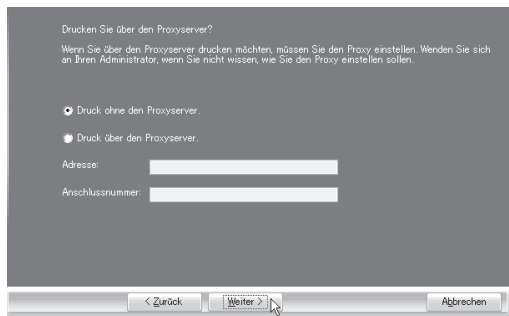 Drucken Sie über den Proxyserver?
Wenn Sie über den Proxyserver drucken möchten, müssen Sie den Proxy einstellen. Wenden Sie sich
an Ihren Administrator, wenn Sie nicht wissen, wie Sie den Proxy einstellen sollen.
Druck ohne den Proxyserver.
Druck über den Proxyserver.
Adresse:
Anschlussnummer:
< Zurück Weiter > Abbrechen